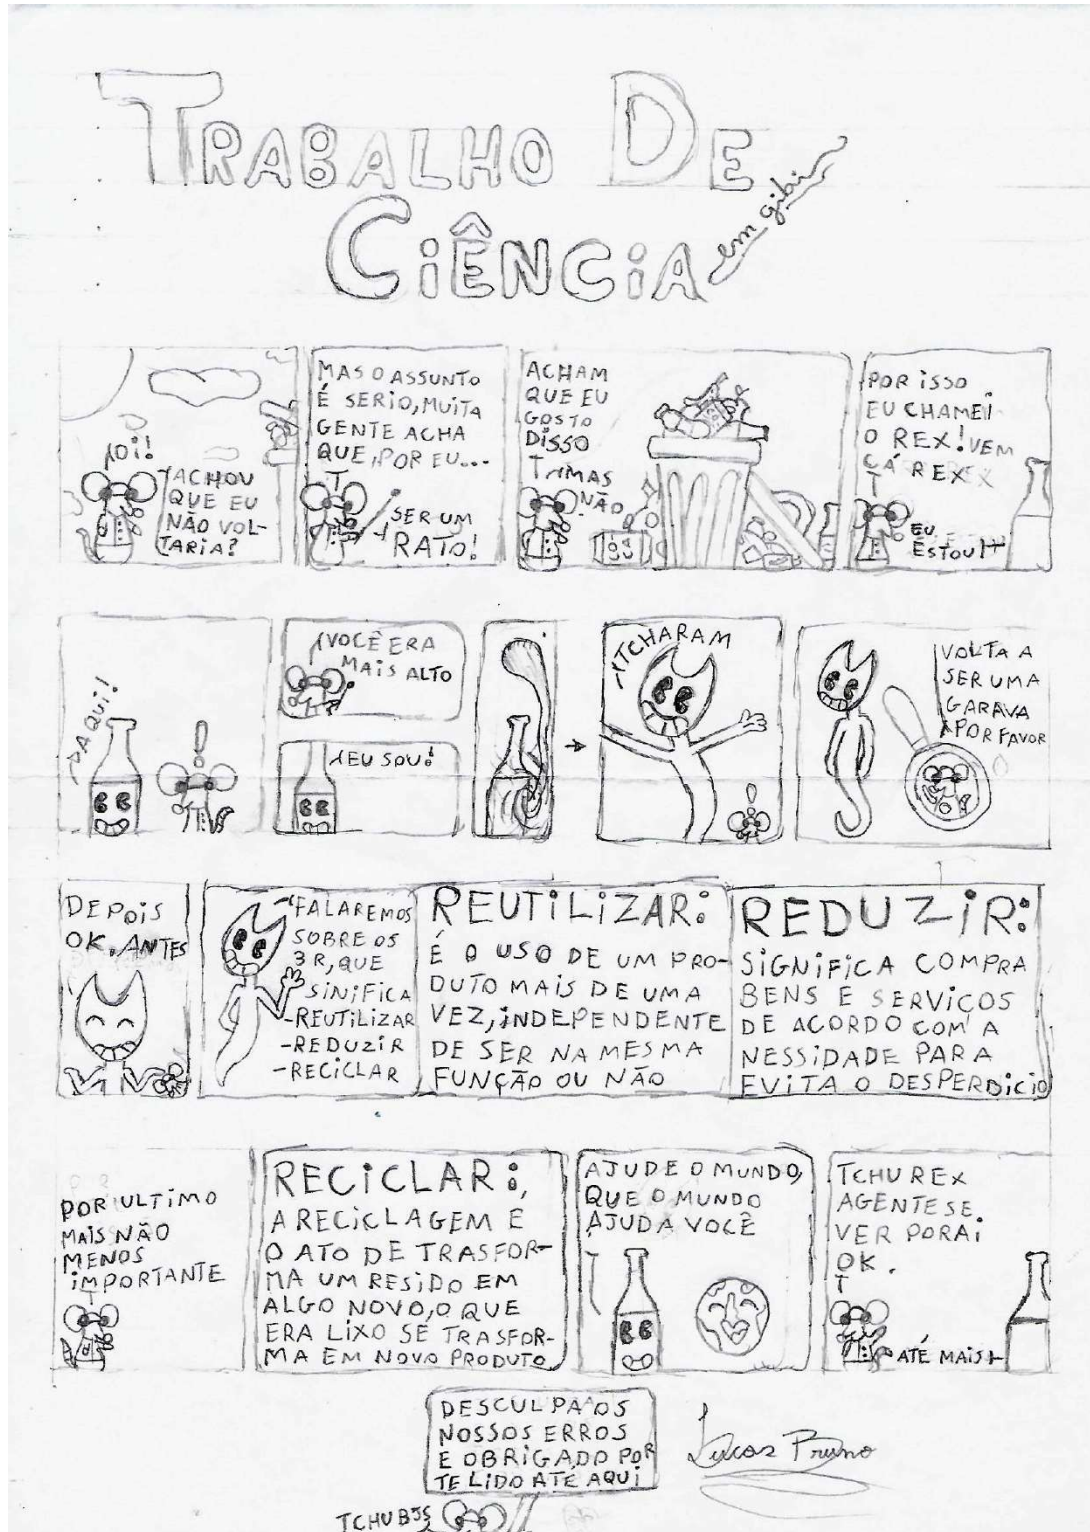 TRABALHO DE
CIÊNCIA
em gibi
OI!
ACHOU
QUE EU
NÃO VOL-
TARIA?
MAS O ASSUNTO
É SERIO, MUITA
GENTE ACHA
QUE, POR EU...
SER UM
RATO!
ACHAM
QUE EU
GOSTO
DISSO
MAS
NÃO
POR ISSO
EU CHAMEI
O REX! VEM
CÁ REX
EU
ESTOU
AQUI!
!
VOCÊ ERA
MAIS ALTO
EU SOU!
TCHARAM
!
VOLTA A
SER UMA
GARAVA
POR FAVOR
DEPOIS
OK. ANTES
FALAREMOS
SOBRE OS
3 R, QUE
SINIFICA
-REUTILIZAR
-REDUZIR
-RECICLAR
REUTILIZAR:
É O USO DE UM PRO-
DUTO MAIS DE UMA
VEZ, INDEPENDENTE
DE SER NA MESMA
FUNÇÃO OU NÃO
REDUZIR:
SIGNIFICA COMPRA
BENS E SERVIÇOS
DE ACORDO COM A
NESSIDADE PARA
EVITA O DESPERDICIO
POR ULTIMO
MAIS NÃO
MENOS
IMPORTANTE
RECICLAR:
A RECICLAGEM E
O ATO DE TRASFOR-
MA UM RESIDO EM
ALGO NOVO, O QUE
ERA LIXO SE TRASFOR-
MA EM NOVO PRODUTO
AJUDE O MUNDO,
QUE O MUNDO
AJUDA VOCÊ
TCHU REX
AGENTE SE
VER PORAI
OK.
ATÉ MAIS
DESCULPA OS
NOSSOS ERROS
E OBRIGADO POR
TE LIDO ATÉ AQUI
Lucas Bruno